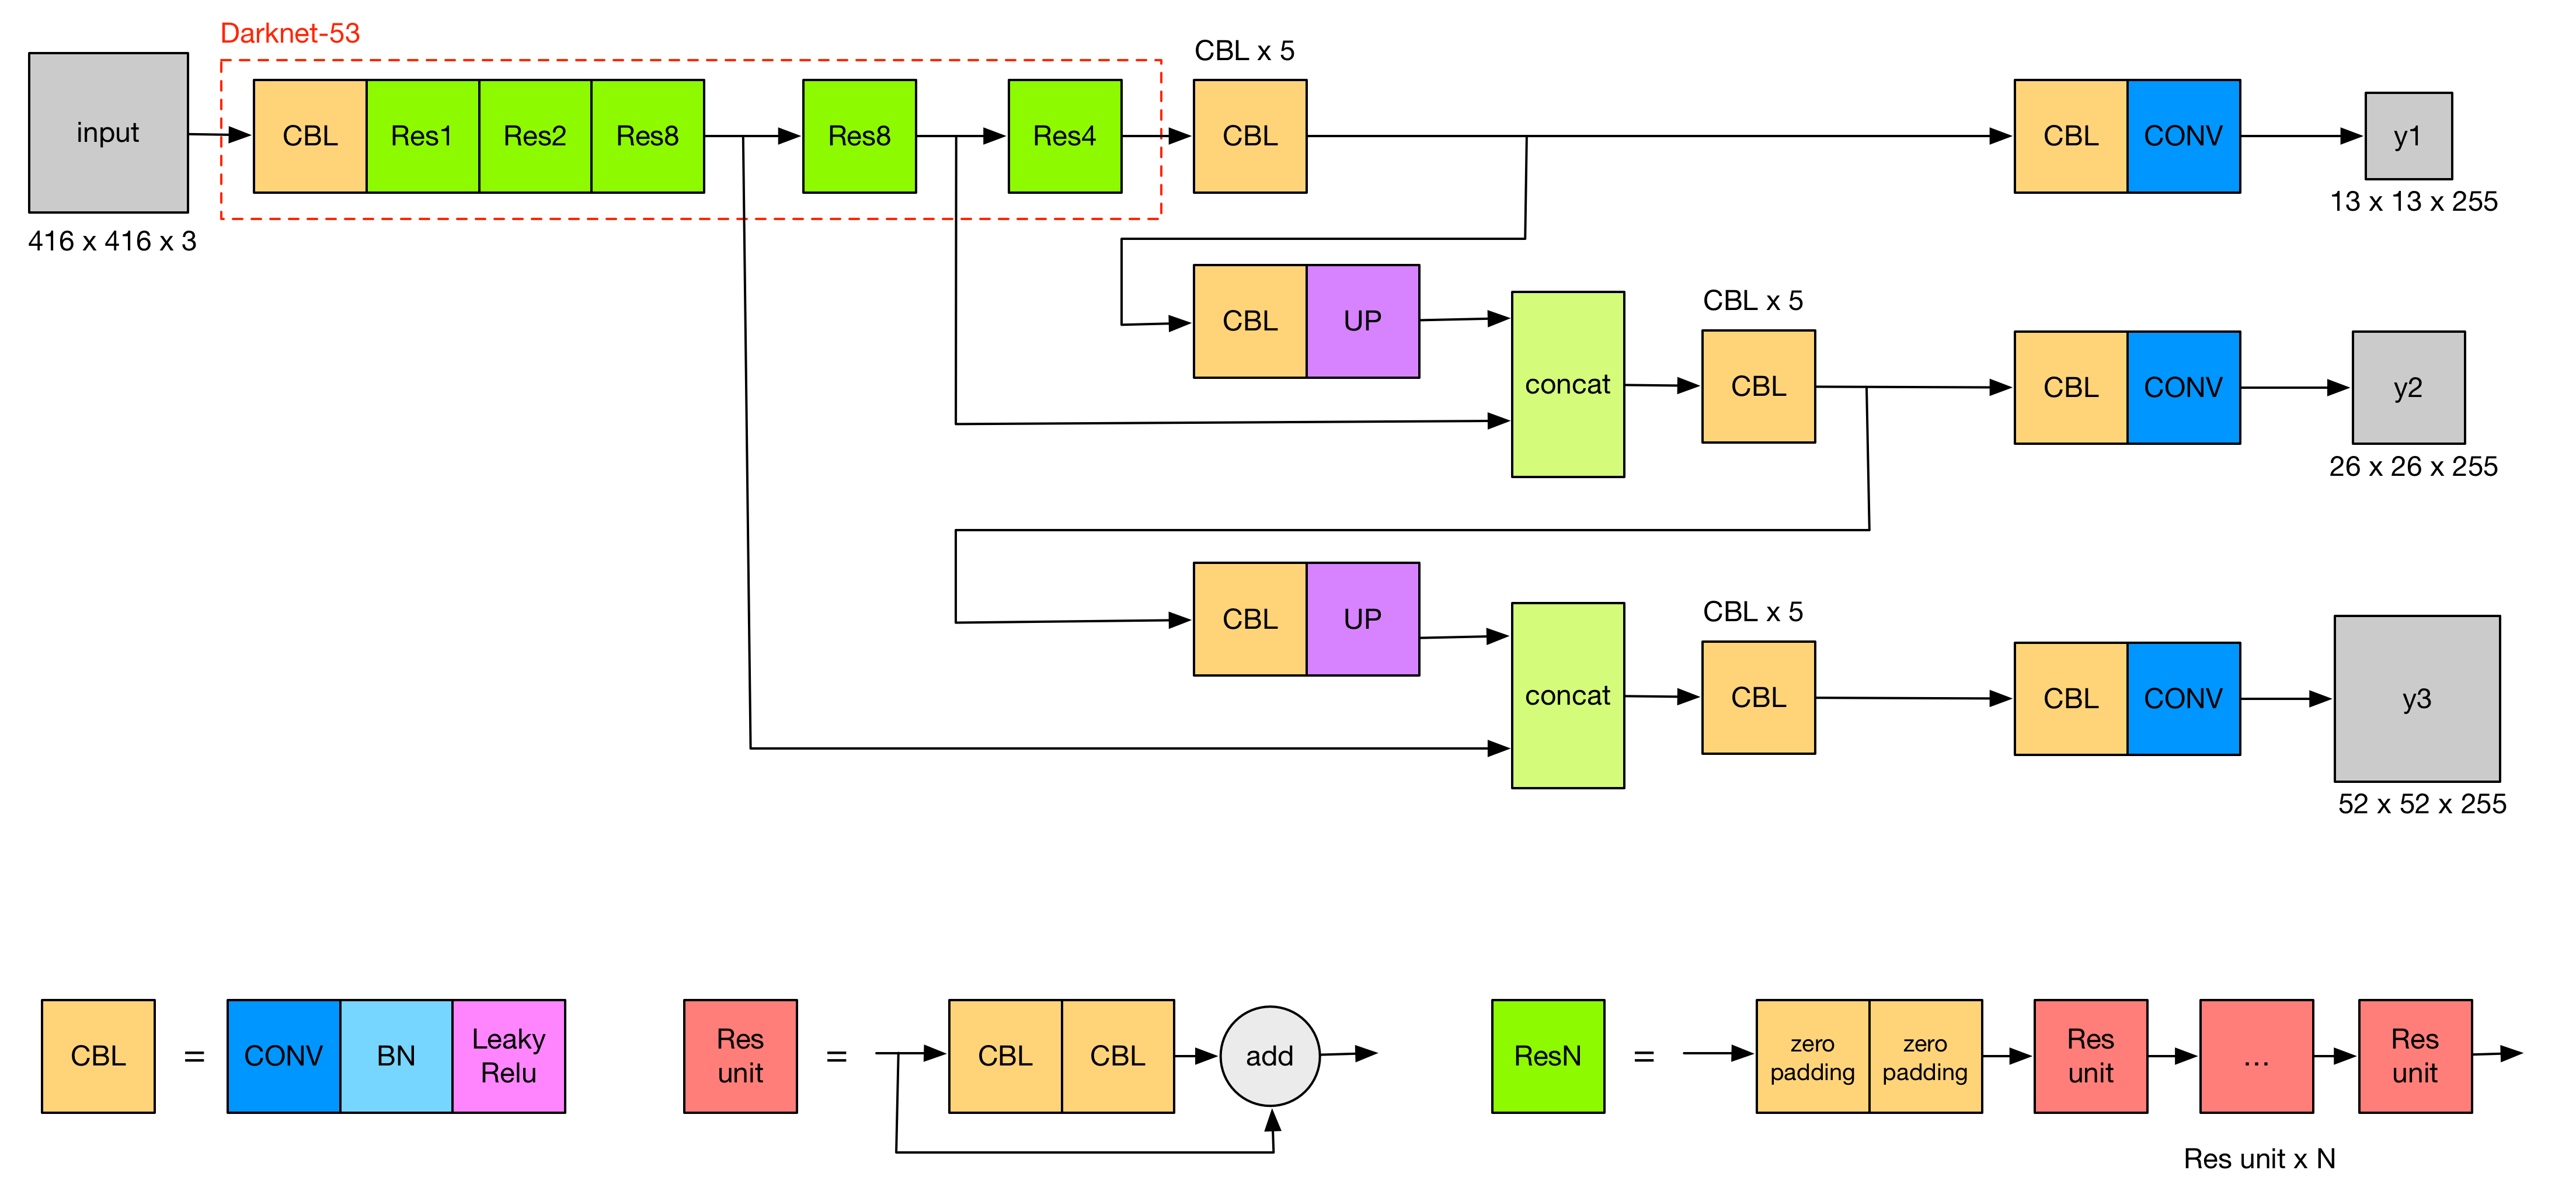 Darknet-53
CBL x 5
input
CBL
Res1
Res2
Res8
Res8
Res4
CBL
CBL
CONV
y1
416 x 416 x 3
13 x 13 x 255
CBL
UP
concat
CBL x 5
CBL
CBL
CONV
y2
26 x 26 x 255
CBL
UP
concat
CBL x 5
CBL
CBL
CONV
y3
52 x 52 x 255
CBL
=
CONV
BN
Leaky
Relu
Res
unit
=
CBL
CBL
add
ResN
=
zero
padding
zero
padding
Res
unit
...
Res
unit
Res unit x N